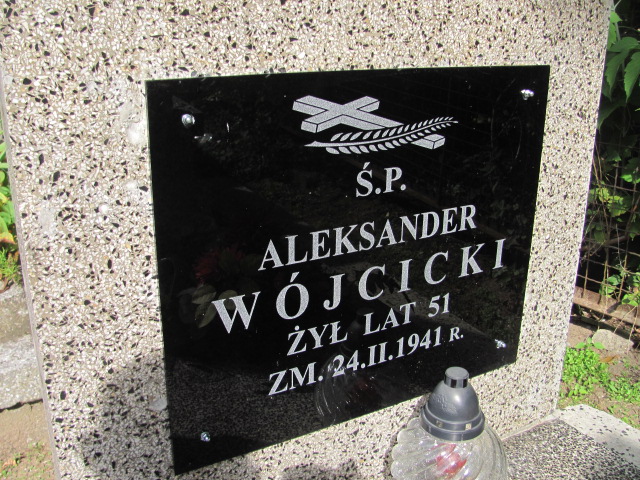 Ś.P.
ALEKSANDER
WÓJCICKI
ŻYŁ LAT 51
ZM. 24.II.1941 R.